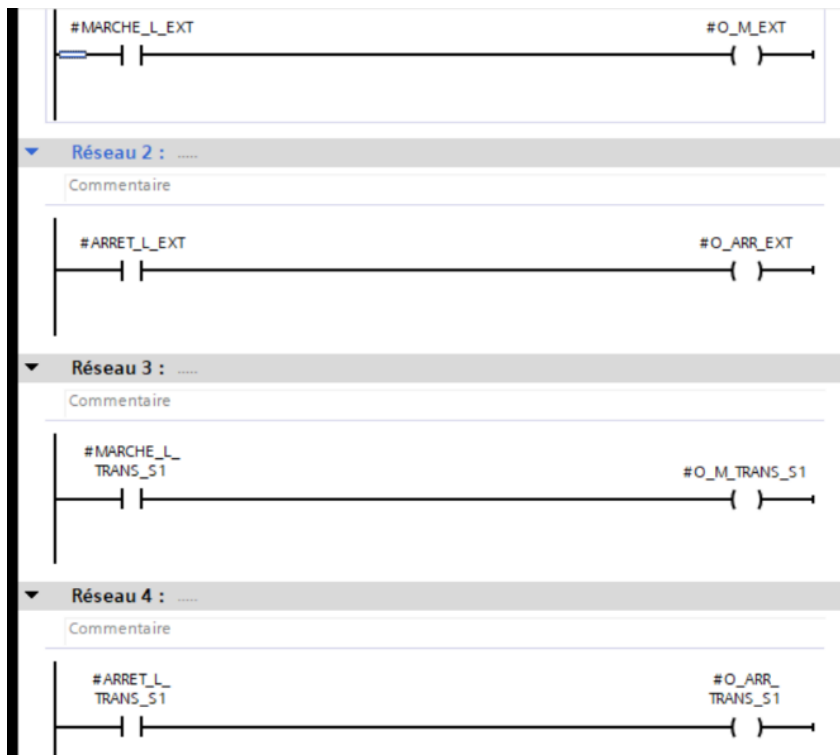 #MARCHE_L_EXT #O_M_EXT
Réseau 2 : .....
Commentaire
#ARRET_L_EXT #O_ARR_EXT
Réseau 3 : .....
Commentaire
#MARCHE_L_
TRANS_S1
#O_M_TRANS_S1
Réseau 4 : .....
Commentaire
#ARRET_L_
TRANS_S1
#O_ARR_
TRANS_S1